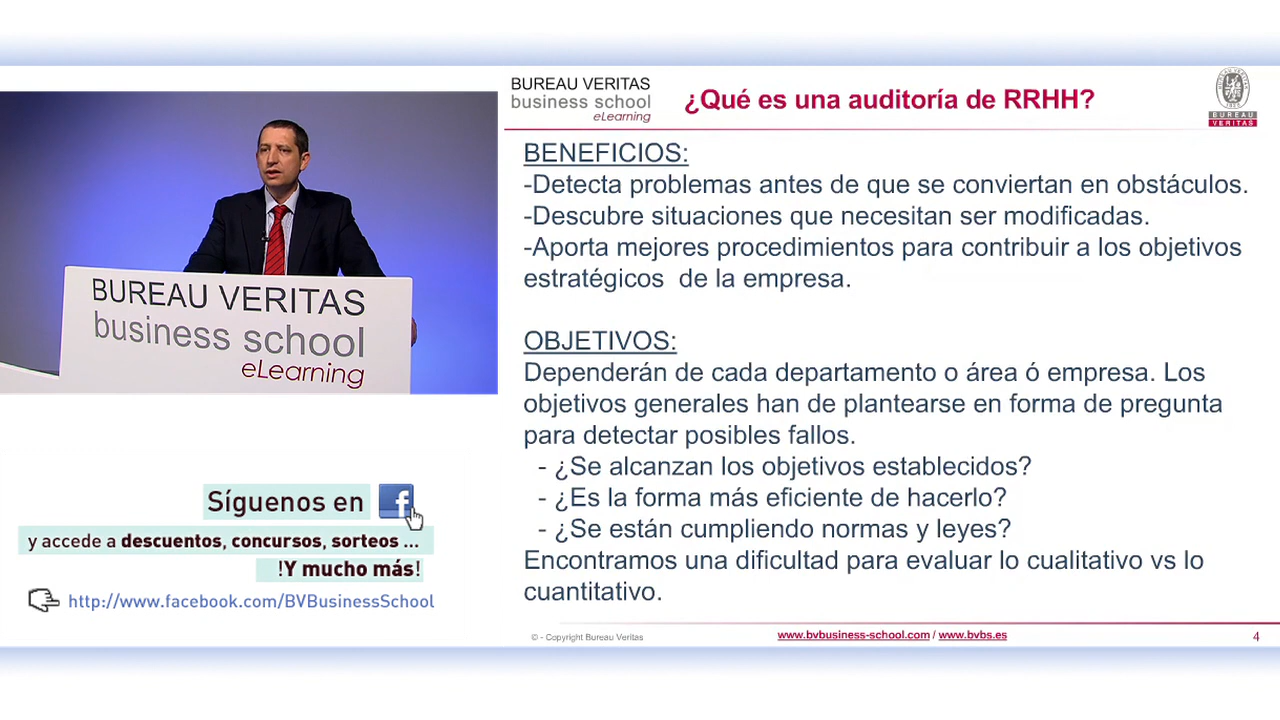 BUREAU VERITAS
business school
eLearning
¿Qué es una auditoría de RRHH?
BUREAU
VERITAS
BENEFICIOS:
-Detecta problemas antes de que se conviertan en obstáculos.
-Descubre situaciones que necesitan ser modificadas.
-Aporta mejores procedimientos para contribuir a los objetivos
estratégicos de la empresa.
OBJETIVOS:
Dependerán de cada departamento o área ó empresa. Los
objetivos generales han de plantearse en forma de pregunta
para detectar posibles fallos.
- ¿Se alcanzan los objetivos establecidos?
- ¿Es la forma más eficiente de hacerlo?
- ¿Se están cumpliendo normas y leyes?
Encontramos una dificultad para evaluar lo cualitativo vs lo
cuantitativo.
© - Copyright Bureau Veritas
www.bvbusiness-school.com / www.bvbs.es
4
BUREAU VERITAS
business school
eLearning
Síguenos en f
y accede a descuentos, concursos, sorteos ...
!Y mucho más!
http://www.facebook.com/BVBusinessSchool